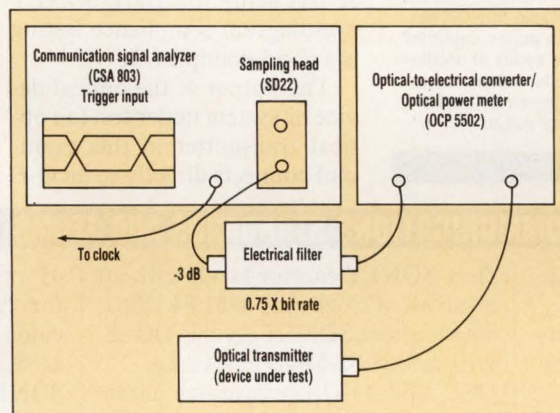 Communication signal analyzer
(CSA 803)
Trigger input
Sampling head
(SD22)
Optical-to-electrical converter/
Optical power meter
(OCP 5502)
To clock
-3 dB
Electrical filter
0.75 X bit rate
Optical transmitter
(device under test)